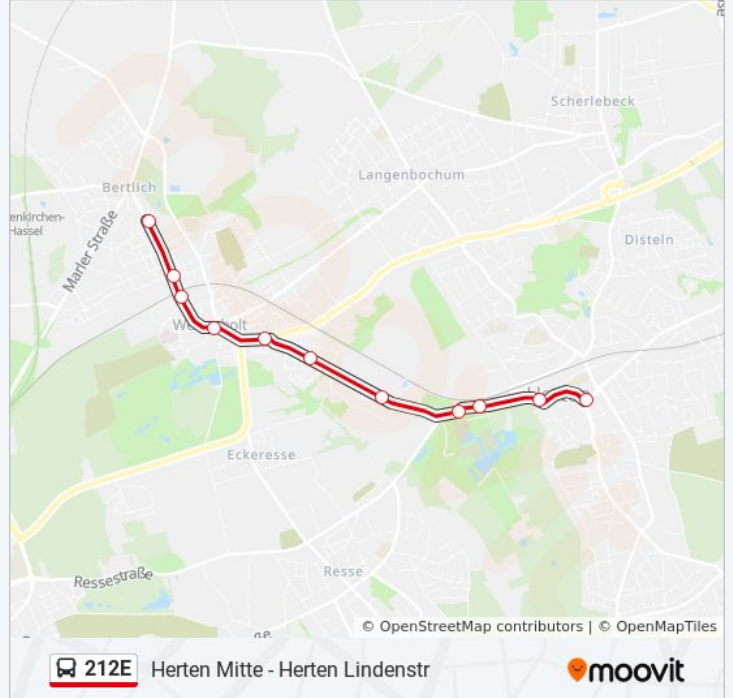 Scherlebeck
Langenbochum
Bertlich
enkirchen-
Hassel
Marler Straße
Disteln
Eckeresse
Ressestraße
Resse
© OpenStreetMap contributors | © OpenMapTiles
212E Herten Mitte - Herten Lindenstr
moovit